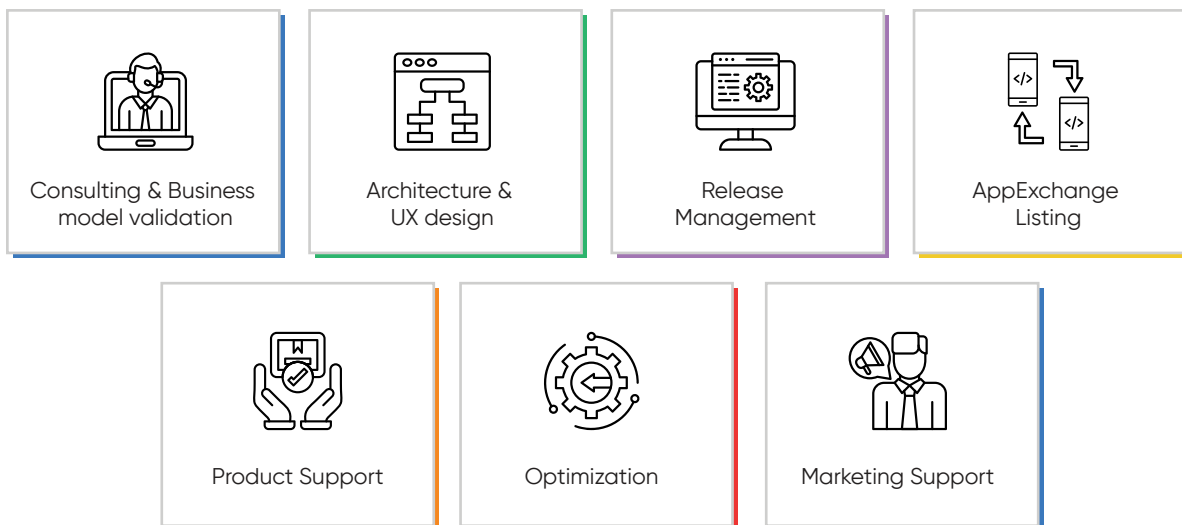 </>
</>
Consulting & Business
model validation
Architecture &
UX design
Release
Management
AppExchange
Listing
Product Support
Optimization
Marketing Support